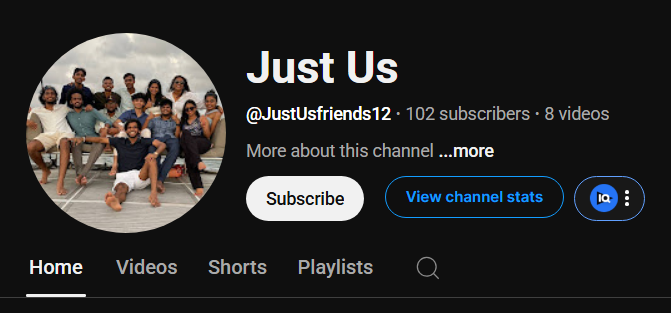 Just Us
@JustUsfriends12 · 102 subscribers · 8 videos
More about this channel ...more
Subscribe
View channel stats
IQ
Home
Videos
Shorts
Playlists